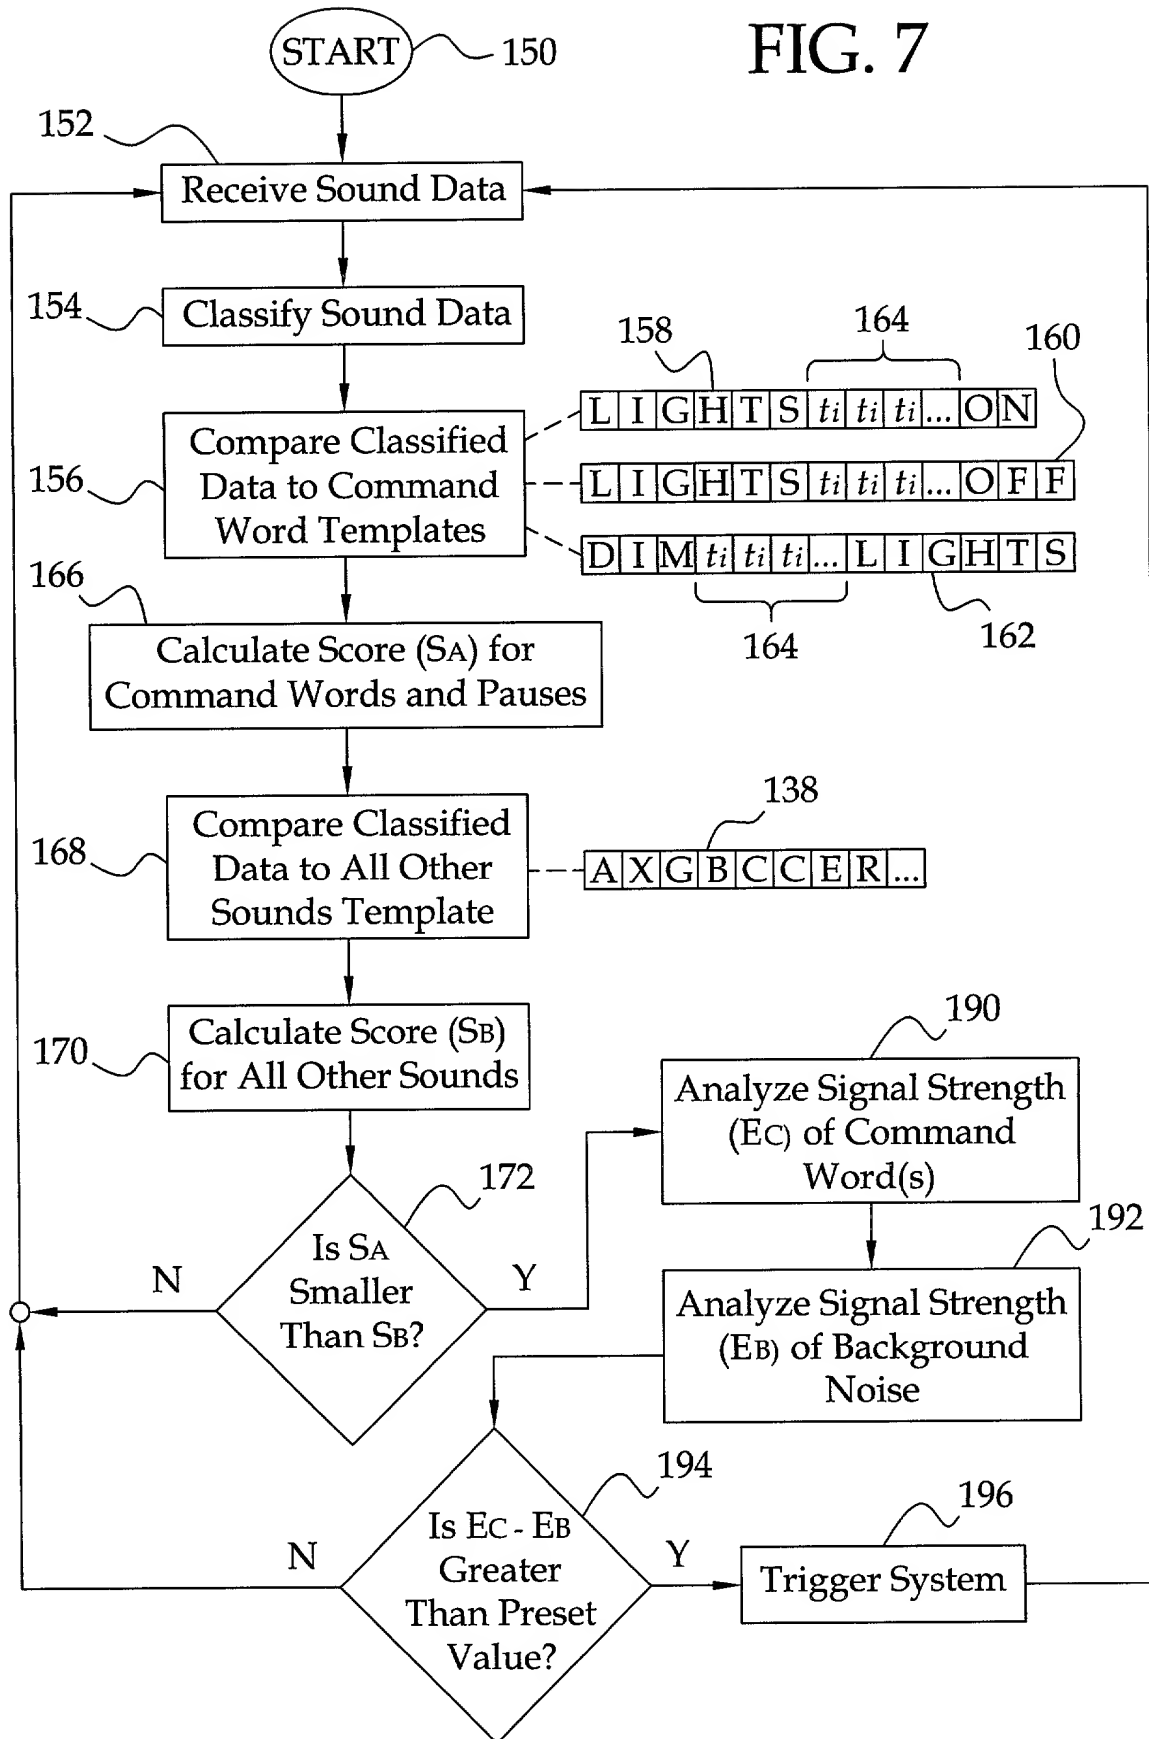 FIG. 7
START
150
152
Receive Sound Data
154
Classify Sound Data
158
164
160
L I G H T S ti ti ti ... O N
156
Compare Classified
Data to Command
Word Templates
L I G H T S ti ti ti ... O F F
D I M ti ti ti ... L I G H T S
164
162
166
Calculate Score (SA) for
Command Words and Pauses
138
168
Compare Classified
Data to All Other
Sounds Template
A X G B C C E R ...
170
Calculate Score (SB)
for All Other Sounds
190
Analyze Signal Strength
(EC) of Command
Word(s)
172
Is SA
Smaller
Than SB?
N
Y
192
Analyze Signal Strength
(EB) of Background
Noise
194
Is EC - EB
Greater
Than Preset
Value?
N
Y
196
Trigger System